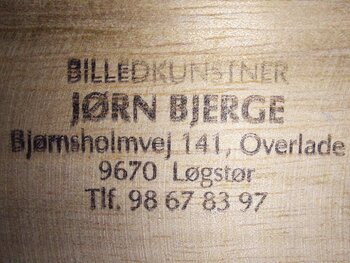 BILLEDKUNSTNER
JØRN BJERGE
Bjørnsholmvej 141, Overlade
9670 Løgstør
Tlf. 98 67 83 97